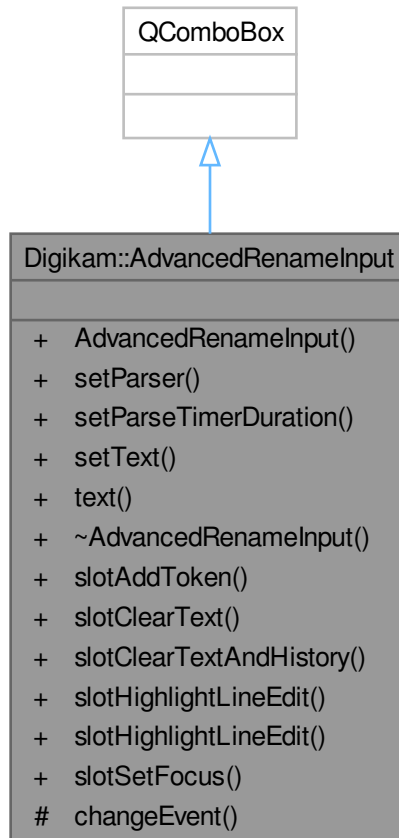 QComboBox
Digikam::AdvancedRenameInput
+ AdvancedRenameInput()
+ setParser()
+ setParseTimerDuration()
+ setText()
+ text()
+ ~AdvancedRenameInput()
+ slotAddToken()
+ slotClearText()
+ slotClearTextAndHistory()
+ slotHighlightLineEdit()
+ slotHighlightLineEdit()
+ slotSetFocus()
# changeEvent()